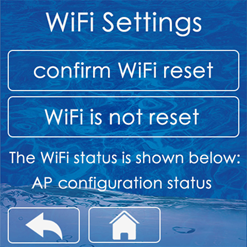 WiFi Settings
confirm WiFi reset
WiFi is not reset
The WiFi status is shown below:
AP configuration status